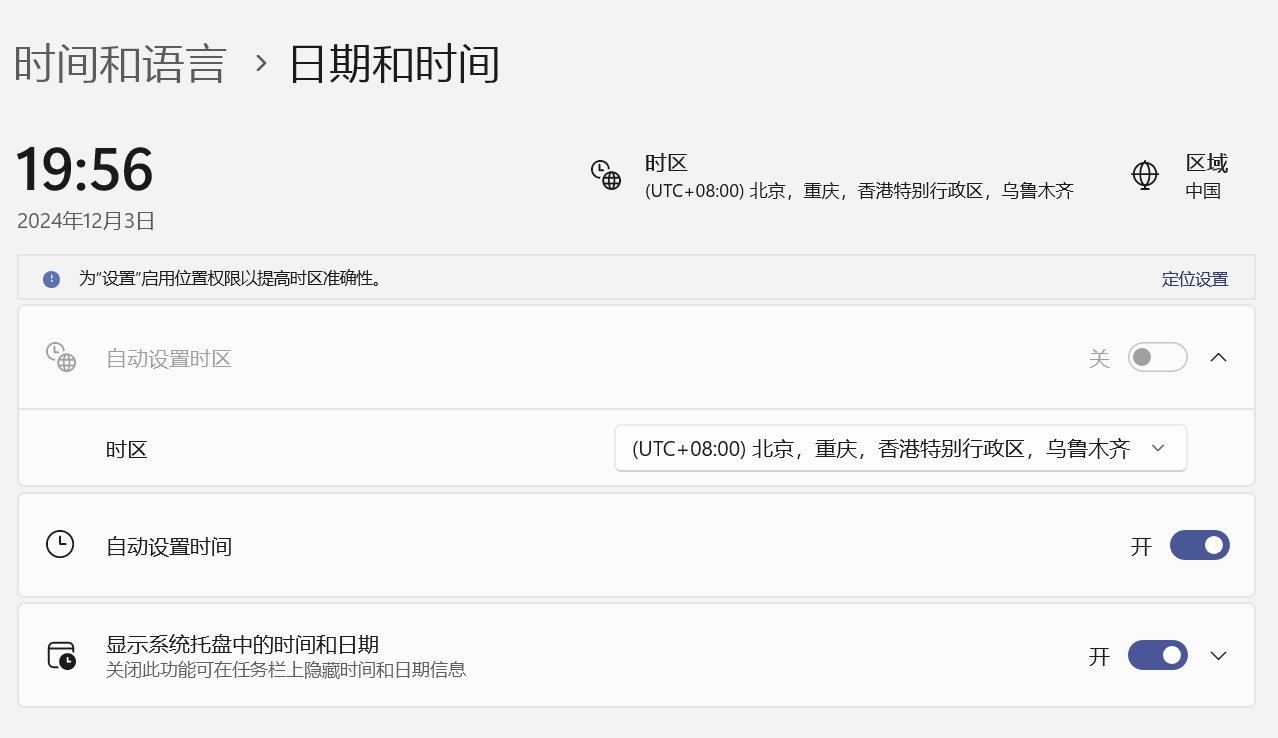 时间和语言 › 日期和时间
19:56
2024年12月3日
时区
(UTC+08:00) 北京，重庆，香港特别行政区，乌鲁木齐
区域
中国
为"设置"启用位置权限以提高时区准确性。
定位设置
自动设置时区
关
时区
(UTC+08:00) 北京，重庆，香港特别行政区，乌鲁木齐
自动设置时间
开
显示系统托盘中的时间和日期
关闭此功能可在任务栏上隐藏时间和日期信息
开